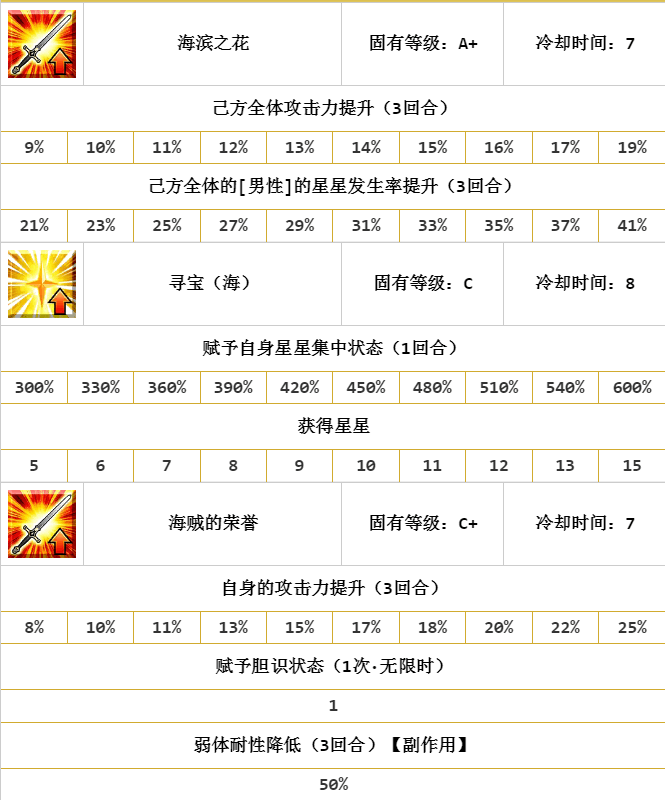 海滨之花 固有等级：A+ 冷却时间：7
己方全体攻击力提升（3回合）
9% 10% 11% 12% 13% 14% 15% 16% 17% 19%
己方全体的[男性]的星星发生率提升（3回合）
21% 23% 25% 27% 29% 31% 33% 35% 37% 41%
寻宝（海） 固有等级：C 冷却时间：8
赋予自身星星集中状态（1回合）
300% 330% 360% 390% 420% 450% 480% 510% 540% 600%
获得星星
5 6 7 8 9 10 11 12 13 15
海贼的荣誉 固有等级：C+ 冷却时间：7
自身的攻击力提升（3回合）
8% 10% 11% 13% 15% 17% 18% 20% 22% 25%
赋予胆识状态（1次·无限时）
1
弱体耐性降低（3回合）【副作用】
50%